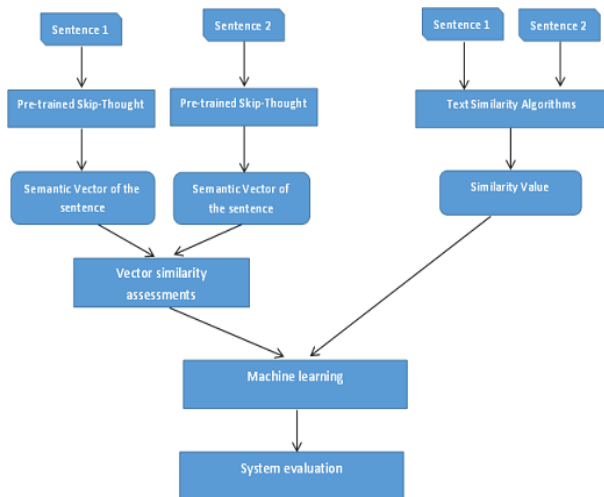 Sentence 1
Sentence 2
Sentence 1
Sentence 2
Pre-trained Skip-Thought
Pre-trained Skip-Thought
Text Similarity Algorithms
Semantic Vector of the
sentence
Semantic Vector of
the sentence
Similarity Value
Vector similarity
assessments
Machine learning
System evaluation